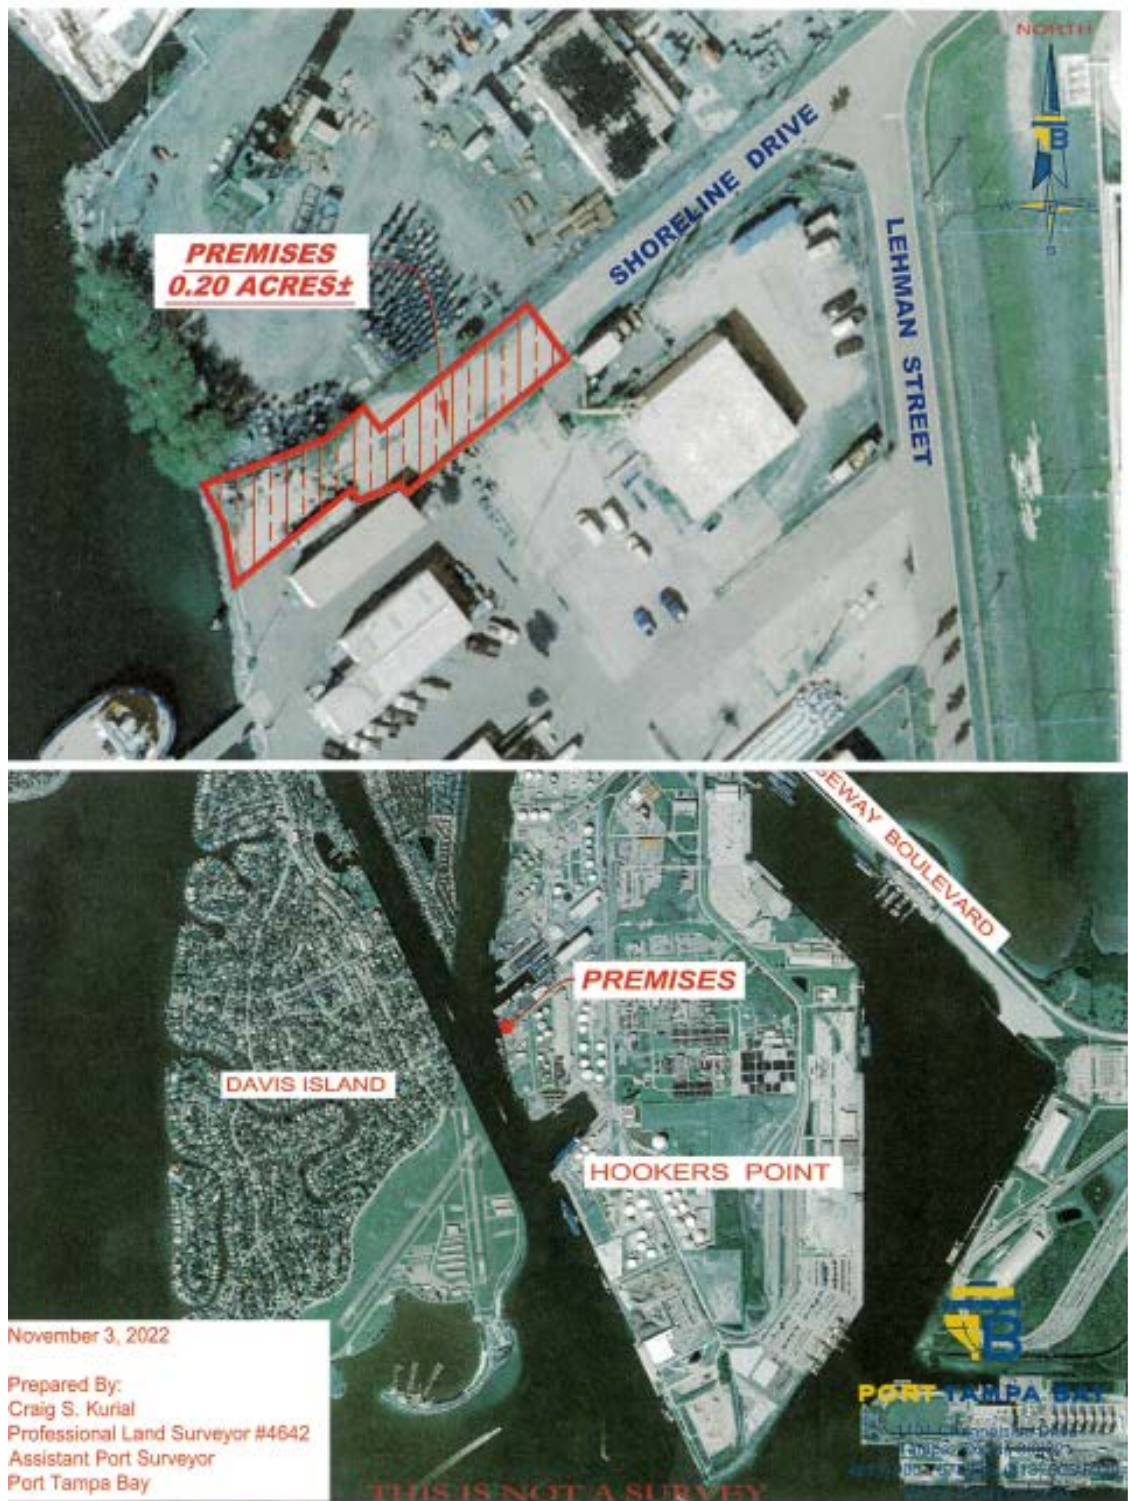 NORTH
B
SHORELINE DRIVE
LEHMAN STREET
PREMISES
0.20 ACRES±
SEWAY BOULEVARD
PREMISES
DAVIS ISLAND
HOOKERS POINT
November 3, 2022
Prepared By:
Craig S. Kurial
Professional Land Surveyor #4642
Assistant Port Surveyor
Port Tampa Bay
B
PORT TAMPA BAY
THIS IS NOT A SURVEY